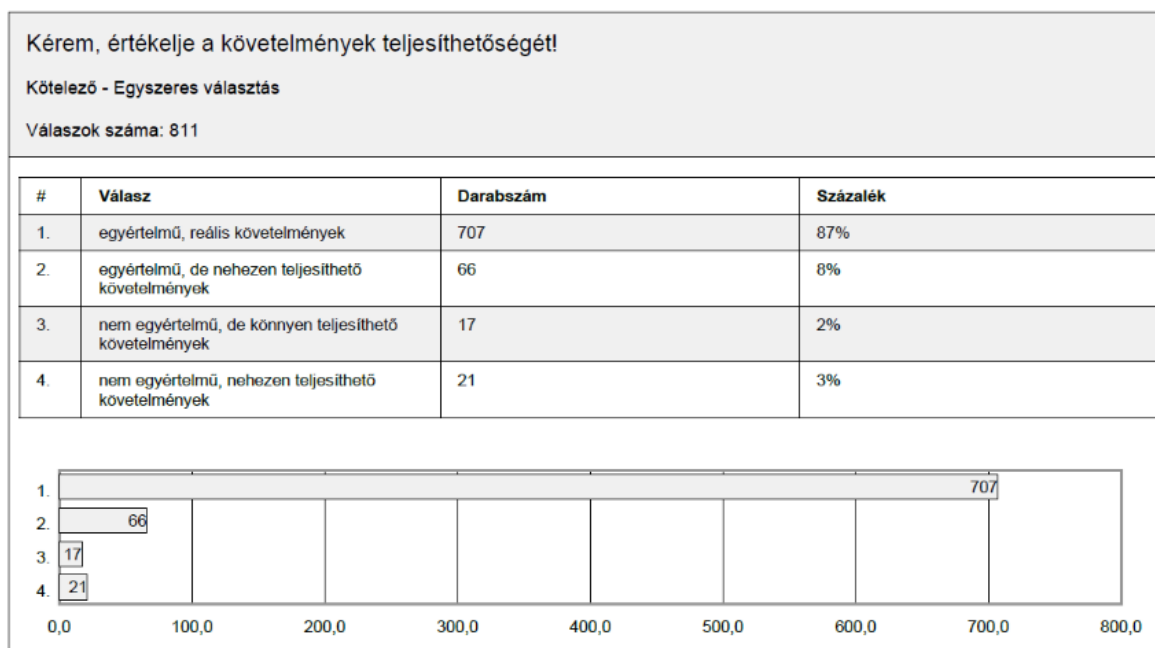 Kérem, értékelje a követelmények teljesíthetőségét!
Kötelező - Egyszeres választás
Válaszok száma: 811
# Válasz Darabszám Százalék
1. egyértelmű, reális követelmények 707 87%
2. egyértelmű, de nehezen teljesíthető 66 8%
követelmények
3. nem egyértelmű, de könnyen teljesíthető 17 2%
követelmények
4. nem egyértelmű, nehezen teljesíthető 21 3%
követelmények
1. 707
2. 66
3. 17
4. 21
0,0 100,0 200,0 300,0 400,0 500,0 600,0 700,0 800,0